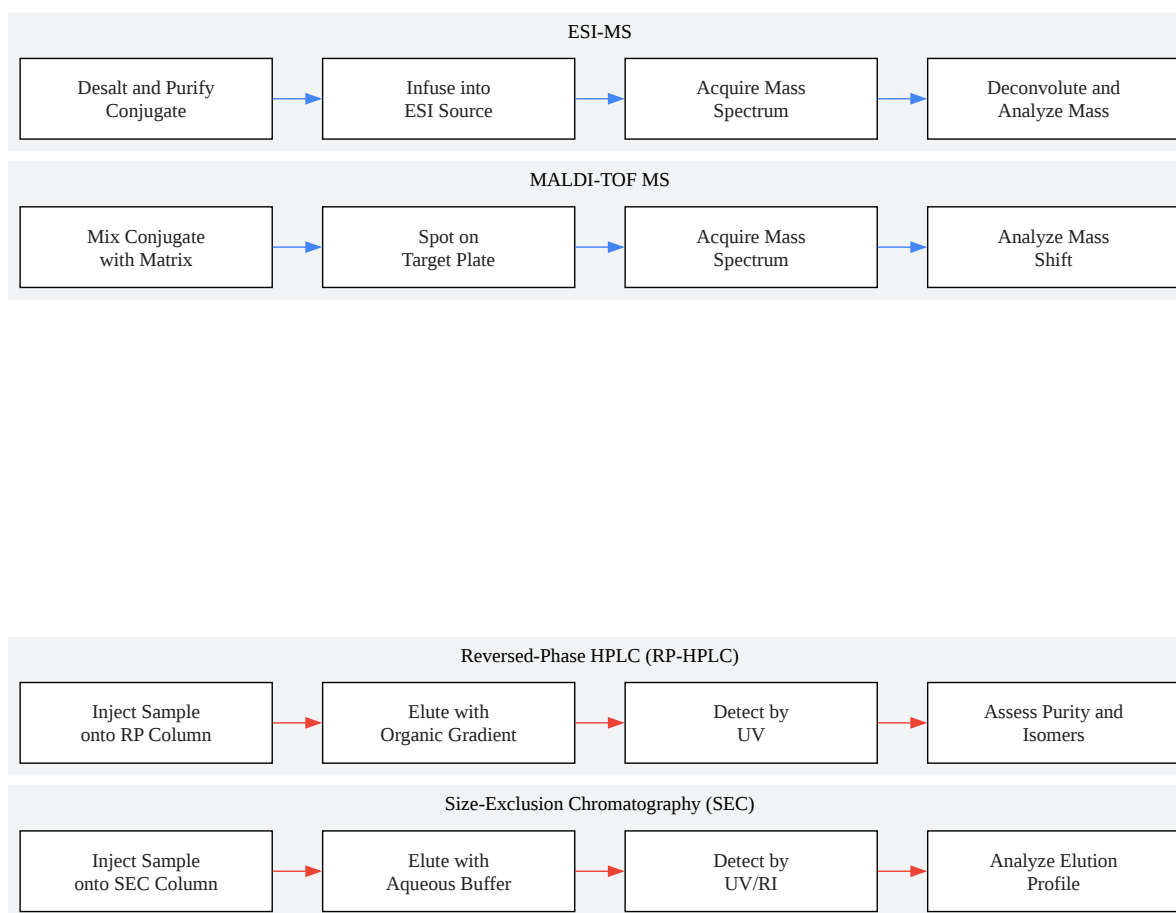 ESI-MS
Desalt and Purify
Conjugate
Infuse into
ESI Source
Acquire Mass
Spectrum
Deconvolute and
Analyze Mass
MALDI-TOF MS
Mix Conjugate
with Matrix
Spot on
Target Plate
Acquire Mass
Spectrum
Analyze Mass
Shift
Reversed-Phase HPLC (RP-HPLC)
Inject Sample
onto RP Column
Elute with
Organic Gradient
Detect by
UV
Assess Purity and
Isomers
Size-Exclusion Chromatography (SEC)
Inject Sample
onto SEC Column
Elute with
Aqueous Buffer
Detect by
UV/RI
Analyze Elution
Profile